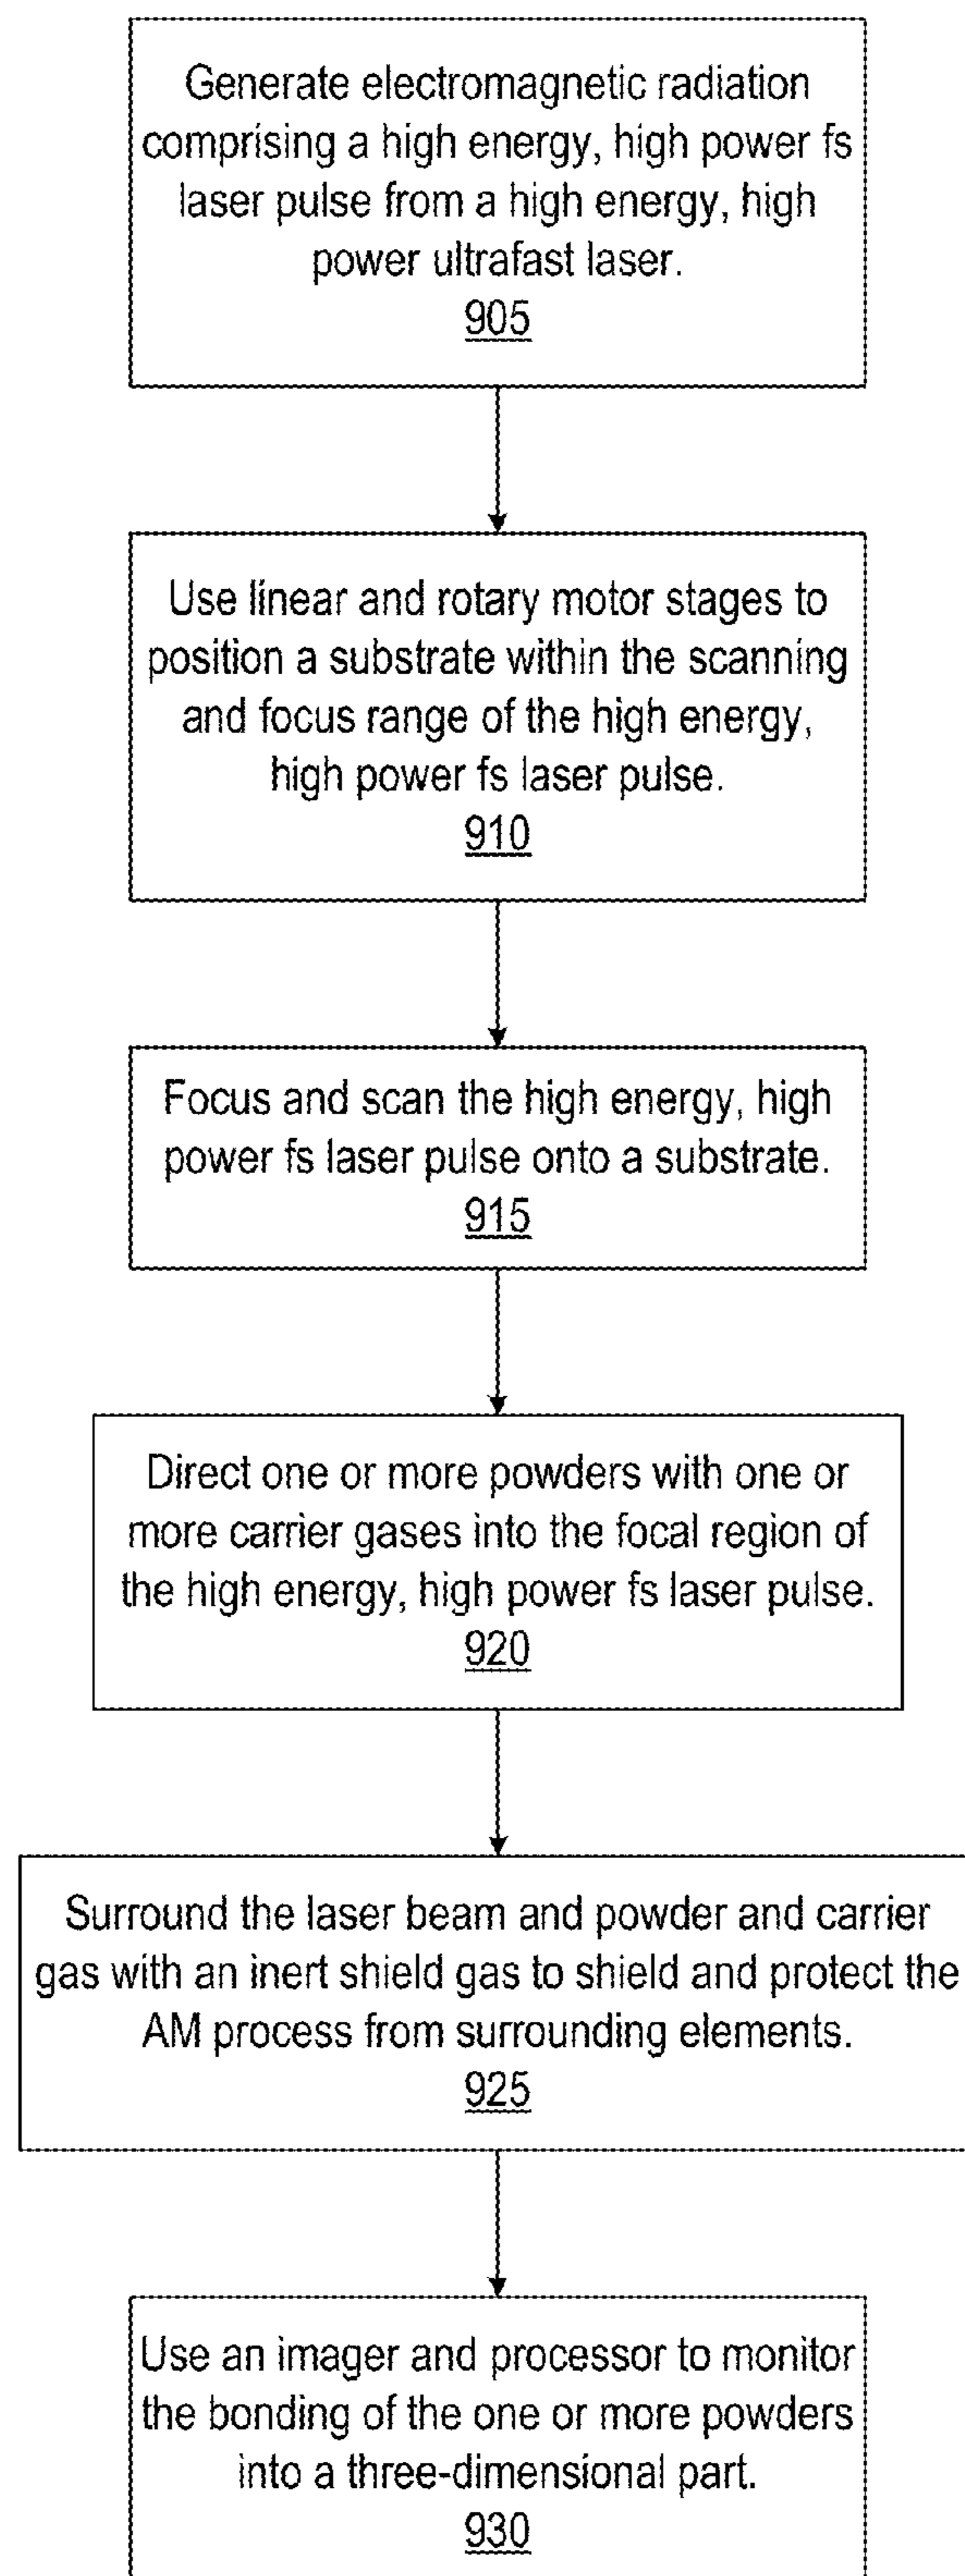 Generate electromagnetic radiation
comprising a high energy, high power fs
laser pulse from a high energy, high
power ultrafast laser.
905
Use linear and rotary motor stages to
position a substrate within the scanning
and focus range of the high energy,
high power fs laser pulse.
910
Focus and scan the high energy, high
power fs laser pulse onto a substrate.
915
Direct one or more powders with one or
more carrier gases into the focal region of
the high energy, high power fs laser pulse.
920
Surround the laser beam and powder and carrier
gas with an inert shield gas to shield and protect the
AM process from surrounding elements.
925
Use an imager and processor to monitor
the bonding of the one or more powders
into a three-dimensional part.
930